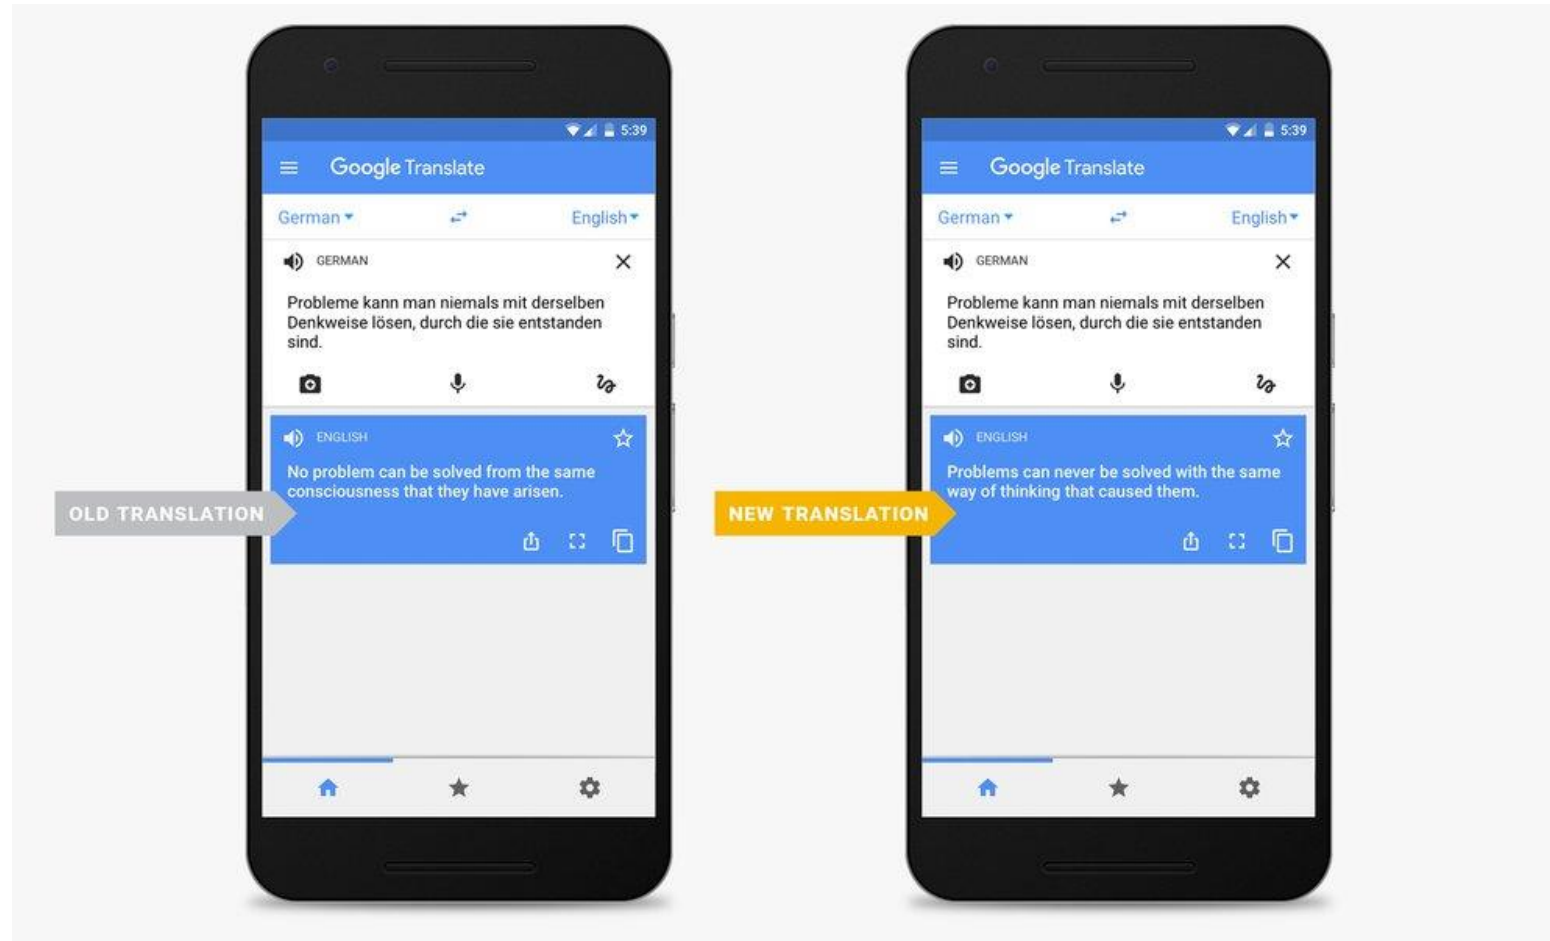 5:39
Google Translate
German
English
GERMAN
Probleme kann man niemals mit derselben
Denkweise lösen, durch die sie entstanden
sind.
ENGLISH
No problem can be solved from the same
consciousness that they have arisen.
OLD TRANSLATION
5:39
Google Translate
German
English
GERMAN
Probleme kann man niemals mit derselben
Denkweise lösen, durch die sie entstanden
sind.
ENGLISH
Problems can never be solved with the same
way of thinking that caused them.
NEW TRANSLATION